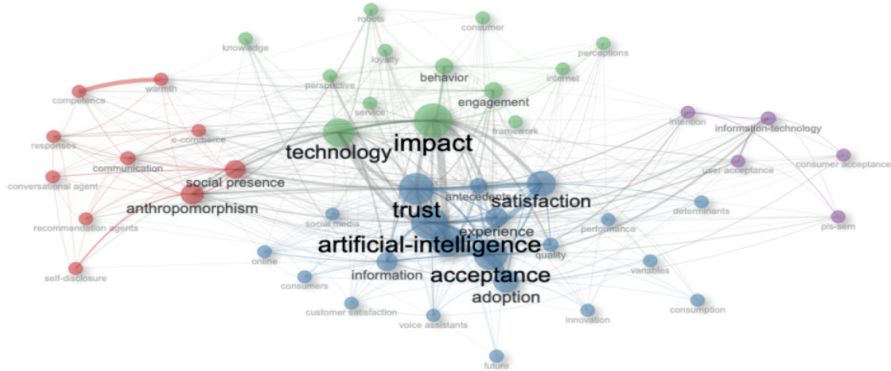 robots
consumer
knowledge
loyalty
perceptions
behavior
internet
perspective
warmth
competence
engagement
service
framework
intention
information-technology
e-commerce
responses
impact
technology
communication
user acceptance
consumer acceptance
social presence
conversational agent
antecedents
satisfaction
anthropomorphism
trust
determinants
recommendation agents
social media
experience
performance
pls-sem
artificial-intelligence
quality
online
information
acceptance
variables
self-disclosure
consumers
adoption
customer satisfaction
voice assistants
innovation
consumption
future